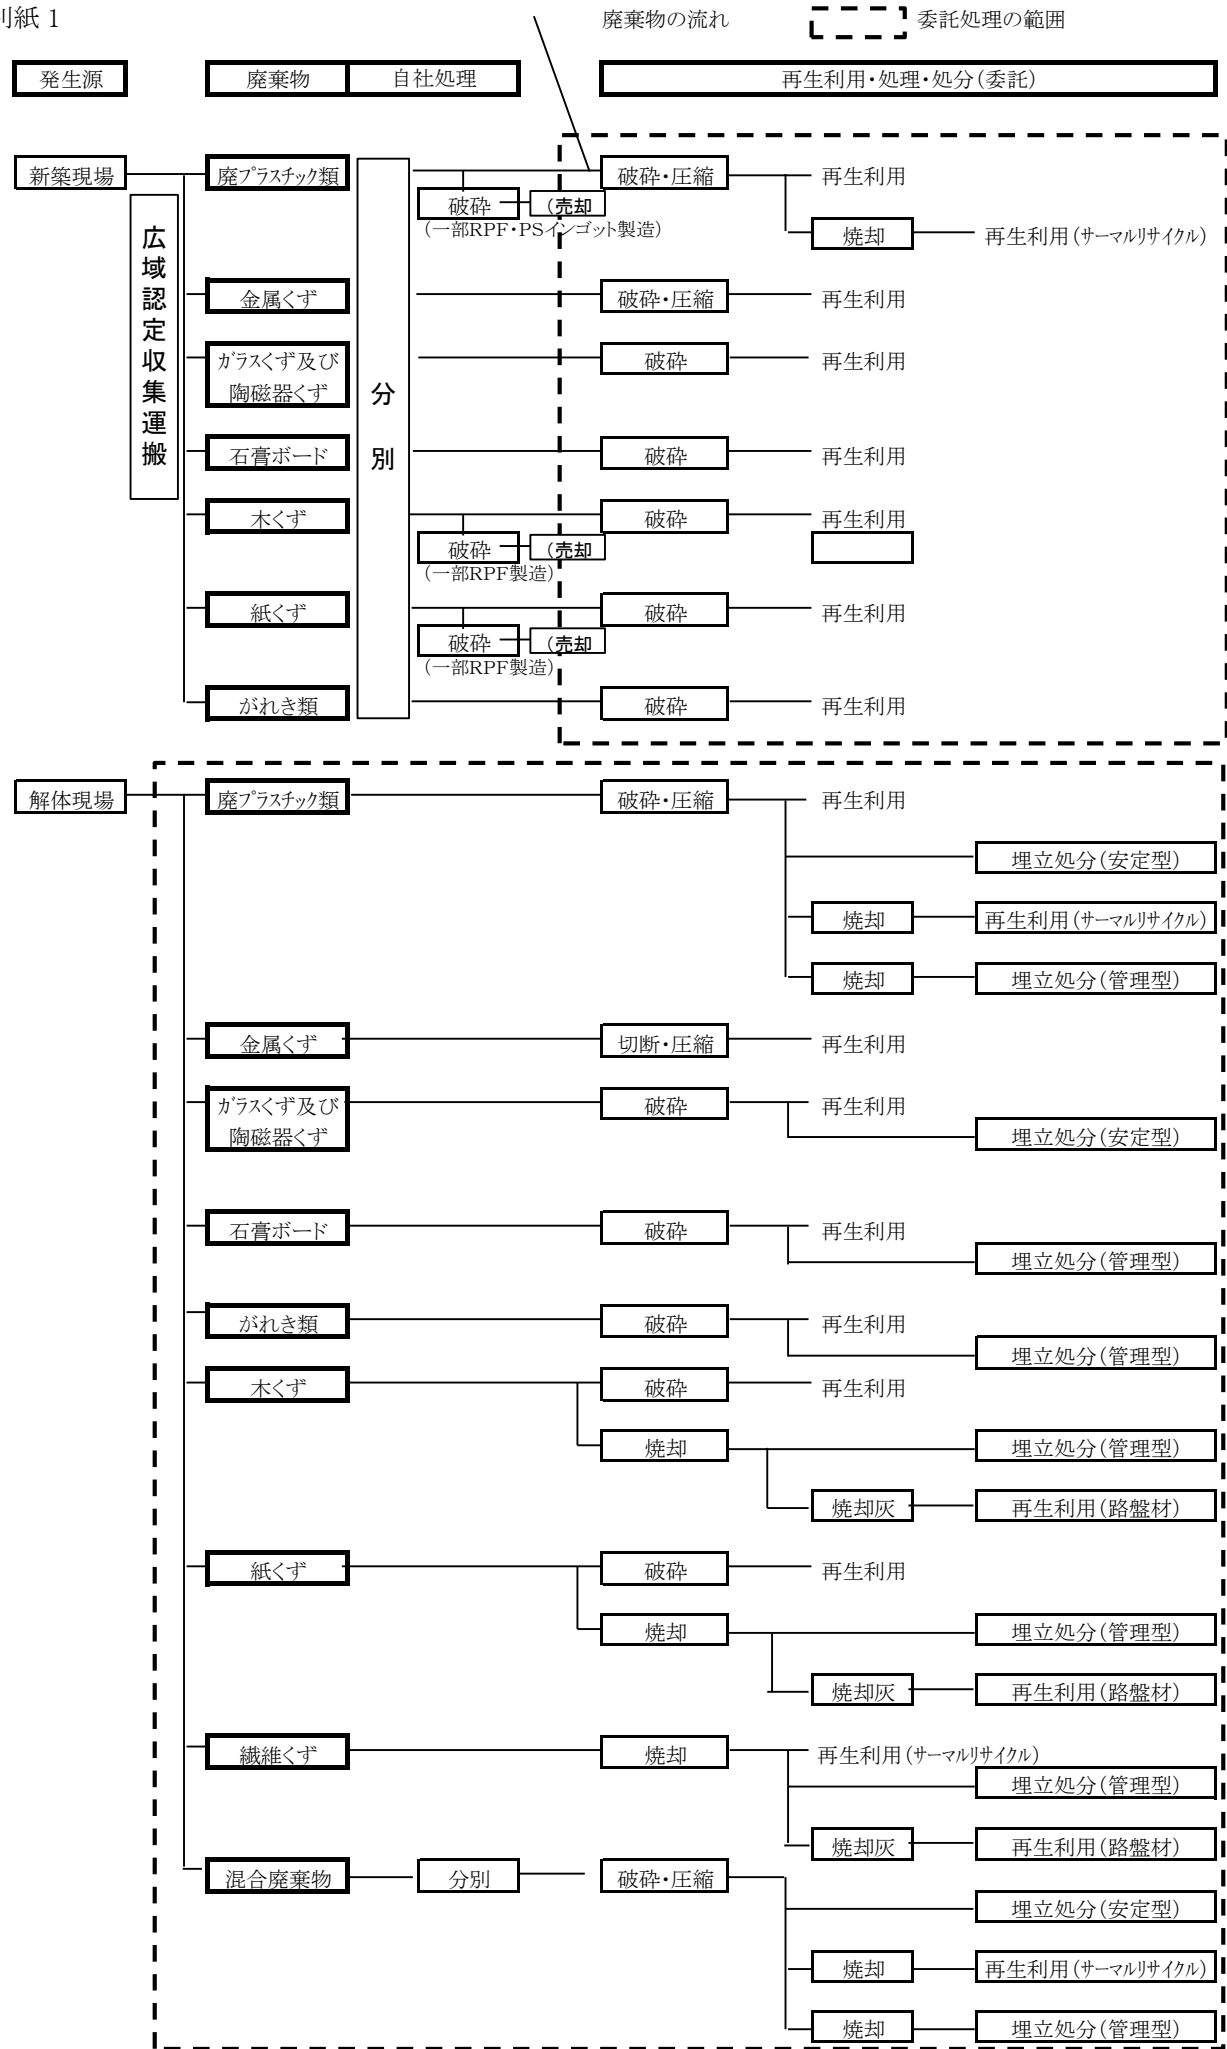 別紙 1
廃棄物の流れ
委託処理の範囲
発生源
廃棄物
自社処理
再生利用・処理・処分(委託)
新築現場
広域認定収集運搬
分別
廃プラスチック類
破砕・圧縮
再生利用
破砕
(売却
(一部RPF・PSインゴット製造)
焼却
再生利用(サーマルリサイクル)
金属くず
破砕・圧縮
再生利用
ガラスくず及び
陶磁器くず
破砕
再生利用
石膏ボード
破砕
再生利用
木くず
破砕
再生利用
破砕
(売却
(一部RPF製造)
紙くず
破砕
再生利用
破砕
(売却
(一部RPF製造)
がれき類
破砕
再生利用
解体現場
廃プラスチック類
破砕・圧縮
再生利用
埋立処分(安定型)
焼却
再生利用(サーマルリサイクル)
焼却
埋立処分(管理型)
金属くず
切断・圧縮
再生利用
ガラスくず及び
陶磁器くず
破砕
再生利用
埋立処分(安定型)
石膏ボード
破砕
再生利用
埋立処分(管理型)
がれき類
破砕
再生利用
埋立処分(管理型)
木くず
破砕
再生利用
焼却
埋立処分(管理型)
焼却灰
再生利用(路盤材)
紙くず
破砕
再生利用
焼却
埋立処分(管理型)
焼却灰
再生利用(路盤材)
繊維くず
焼却
再生利用(サーマルリサイクル)
埋立処分(管理型)
焼却灰
再生利用(路盤材)
混合廃棄物
分別
破砕・圧縮
埋立処分(安定型)
焼却
再生利用(サーマルリサイクル)
焼却
埋立処分(管理型)